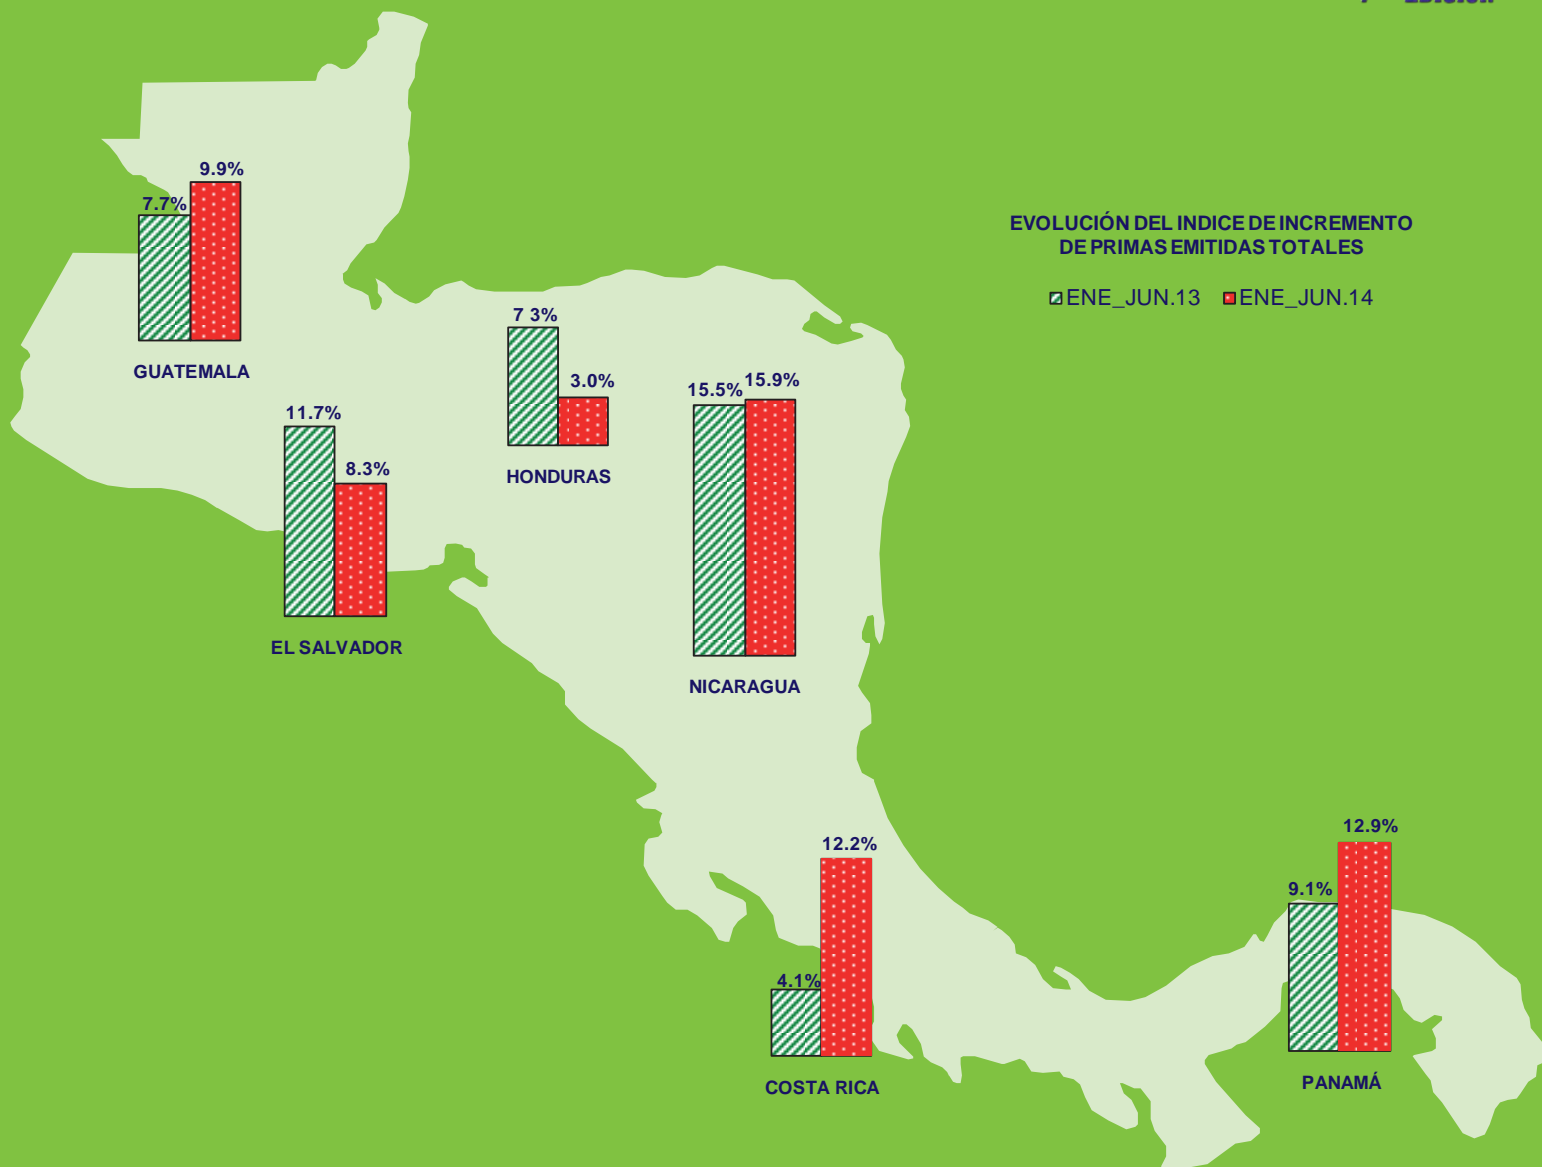 9.9%
7.7%
GUATEMALA
EVOLUCIÓN DEL INDICE DE INCREMENTO
DE PRIMAS EMITIDAS TOTALES
ENE_JUN.13 ENE_JUN.14
7 3%
3.0%
HONDURAS
15.5% 15.9%
NICARAGUA
11.7%
8.3%
EL SALVADOR
12.2%
4.1%
COSTA RICA
12.9%
9.1%
PANAMÁ